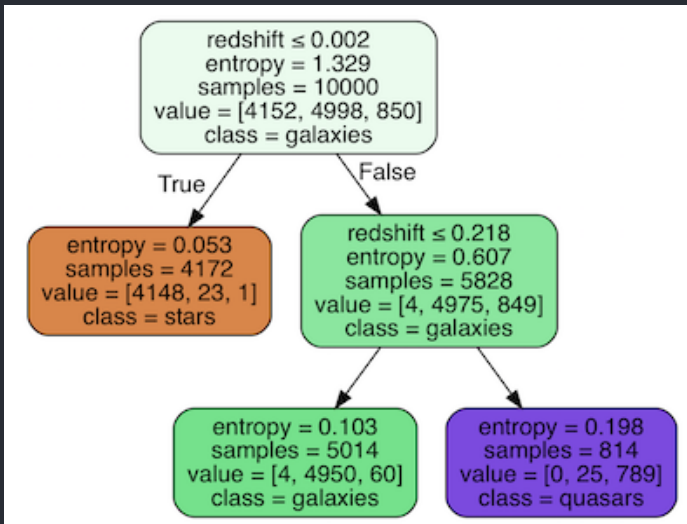 redshift ≤ 0.002
entropy = 1.329
samples = 10000
value = [4152, 4998, 850]
class = galaxies
True
False
entropy = 0.053
samples = 4172
value = [4148, 23, 1]
class = stars
redshift ≤ 0.218
entropy = 0.607
samples = 5828
value = [4, 4975, 849]
class = galaxies
entropy = 0.103
samples = 5014
value = [4, 4950, 60]
class = galaxies
entropy = 0.198
samples = 814
value = [0, 25, 789]
class = quasars